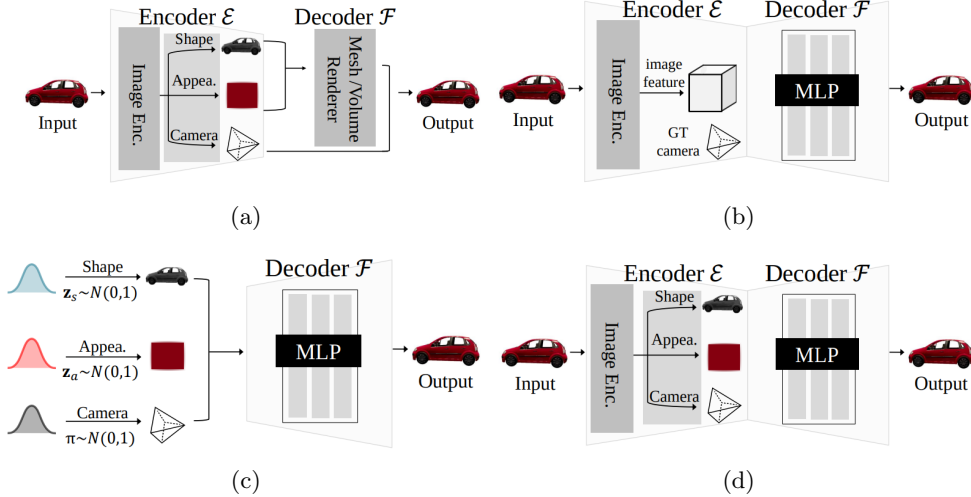 Encoder ℰ
Decoder ℱ
Image Enc.
Shape
Appea.
Camera
Mesh /Volume
Renderer
Input
Output
(a)
Encoder ℰ
Decoder ℱ
Image Enc.
image
feature
GT
camera
MLP
Input
Output
(b)
Shape
𝐳ₛ~N(0,1)
Appea.
𝐳ₐ~N(0,1)
Camera
π~N(0,1)
Decoder ℱ
MLP
Output
(c)
Encoder ℰ
Decoder ℱ
Image Enc.
Shape
Appea.
Camera
MLP
Input
Output
(d)